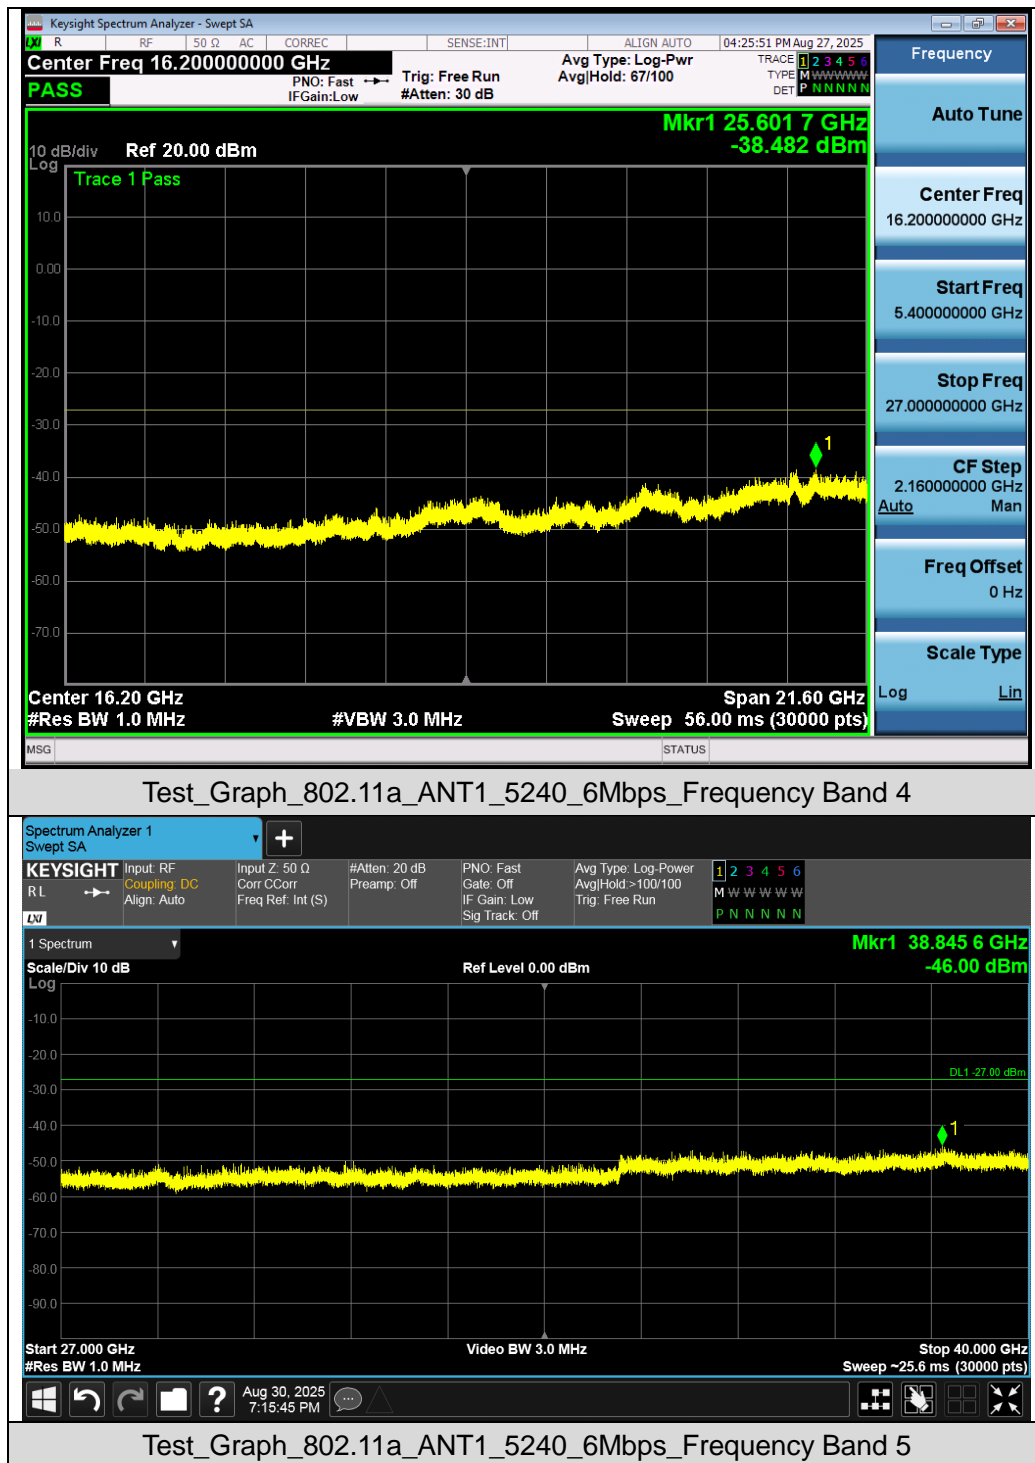 Keysight Spectrum Analyzer - Swept SA
LXI R RF 50 Ω AC CORREC SENSE:INT ALIGN AUTO 04:25:51 PM Aug 27, 2025
Center Freq 16.200000000 GHz
PASS
PNO: Fast
IFGain:Low
Trig: Free Run
#Atten: 30 dB
Avg Type: Log-Pwr
Avg|Hold: 67/100
TRACE 1 2 3 4 5 6
TYPE M W W W W W
DET P N N N N N
Mkr1 25.601 7 GHz
-38.482 dBm
10 dB/div Ref 20.00 dBm
Log
Trace 1 Pass
10.0
0.00
-10.0
-20.0
-30.0
1
-40.0
-50.0
-60.0
-70.0
Center 16.20 GHz Span 21.60 GHz
#Res BW 1.0 MHz #VBW 3.0 MHz Sweep 56.00 ms (30000 pts)
MSG STATUS
Frequency
Auto Tune
Center Freq
16.200000000 GHz
Start Freq
5.400000000 GHz
Stop Freq
27.000000000 GHz
CF Step
2.160000000 GHz
Auto Man
Freq Offset
0 Hz
Scale Type
Log Lin
Test_Graph_802.11a_ANT1_5240_6Mbps_Frequency Band 4
Spectrum Analyzer 1
Swept SA
+
KEYSIGHT
R L
LXI
Input: RF
Coupling: DC
Align: Auto
Input Z: 50 Ω
Corr CCorr
Freq Ref: Int (S)
#Atten: 20 dB
Preamp: Off
PNO: Fast
Gate: Off
IF Gain: Low
Sig Track: Off
Avg Type: Log-Power
Avg|Hold:>100/100
Trig: Free Run
1 2 3 4 5 6
M W W W W W
P N N N N N
1 Spectrum
Mkr1 38.845 6 GHz
-46.00 dBm
Scale/Div 10 dB Ref Level 0.00 dBm
Log
-10.0
-20.0
DL1 -27.00 dBm
-30.0
-40.0
1
-50.0
-60.0
-70.0
-80.0
-90.0
Start 27.000 GHz Video BW 3.0 MHz Stop 40.000 GHz
#Res BW 1.0 MHz Sweep ~25.6 ms (30000 pts)
?
Aug 30, 2025
7:15:45 PM
Test_Graph_802.11a_ANT1_5240_6Mbps_Frequency Band 5